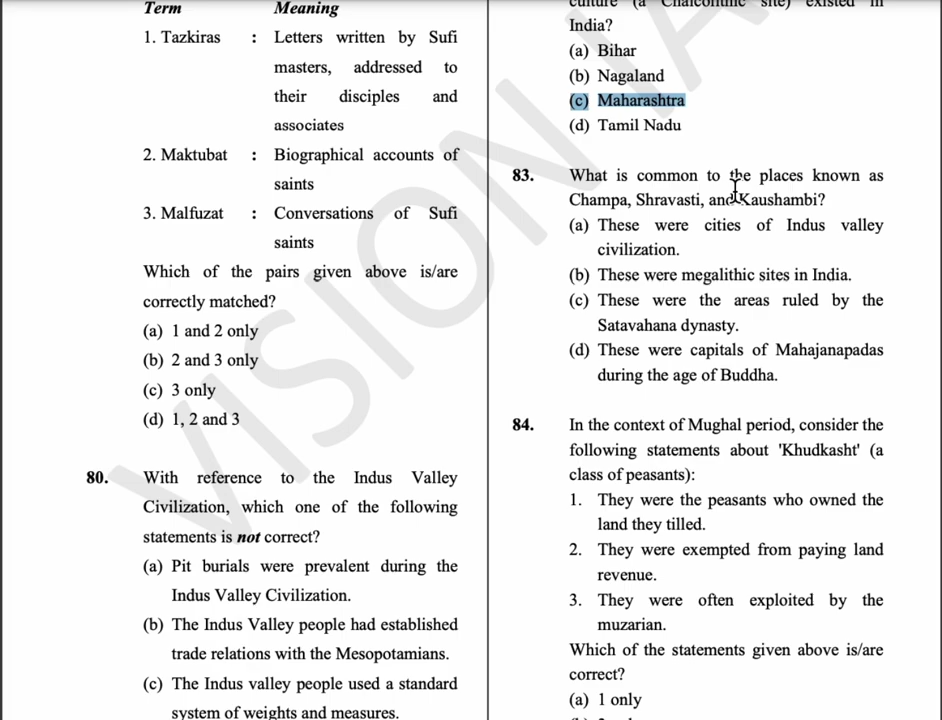 Term Meaning
1. Tazkiras : Letters written by Sufi
masters, addressed to
their disciples and
associates
2. Maktubat : Biographical accounts of
saints
3. Malfuzat : Conversations of Sufi
saints
Which of the pairs given above is/are
correctly matched?
(a) 1 and 2 only
(b) 2 and 3 only
(c) 3 only
(d) 1, 2 and 3
80. With reference to the Indus Valley
Civilization, which one of the following
statements is not correct?
(a) Pit burials were prevalent during the
Indus Valley Civilization.
(b) The Indus Valley people had established
trade relations with the Mesopotamians.
(c) The Indus valley people used a standard
system of weights and measures.
culture (a Chalcolithic site) existed in
India?
(a) Bihar
(b) Nagaland
(c) Maharashtra
(d) Tamil Nadu
83. What is common to the places known as
Champa, Shravasti, and Kaushambi?
(a) These were cities of Indus valley
civilization.
(b) These were megalithic sites in India.
(c) These were the areas ruled by the
Satavahana dynasty.
(d) These were capitals of Mahajanapadas
during the age of Buddha.
84. In the context of Mughal period, consider the
following statements about 'Khudkasht' (a
class of peasants):
1. They were the peasants who owned the
land they tilled.
2. They were exempted from paying land
revenue.
3. They were often exploited by the
muzarian.
Which of the statements given above is/are
correct?
(a) 1 only
VISION IA